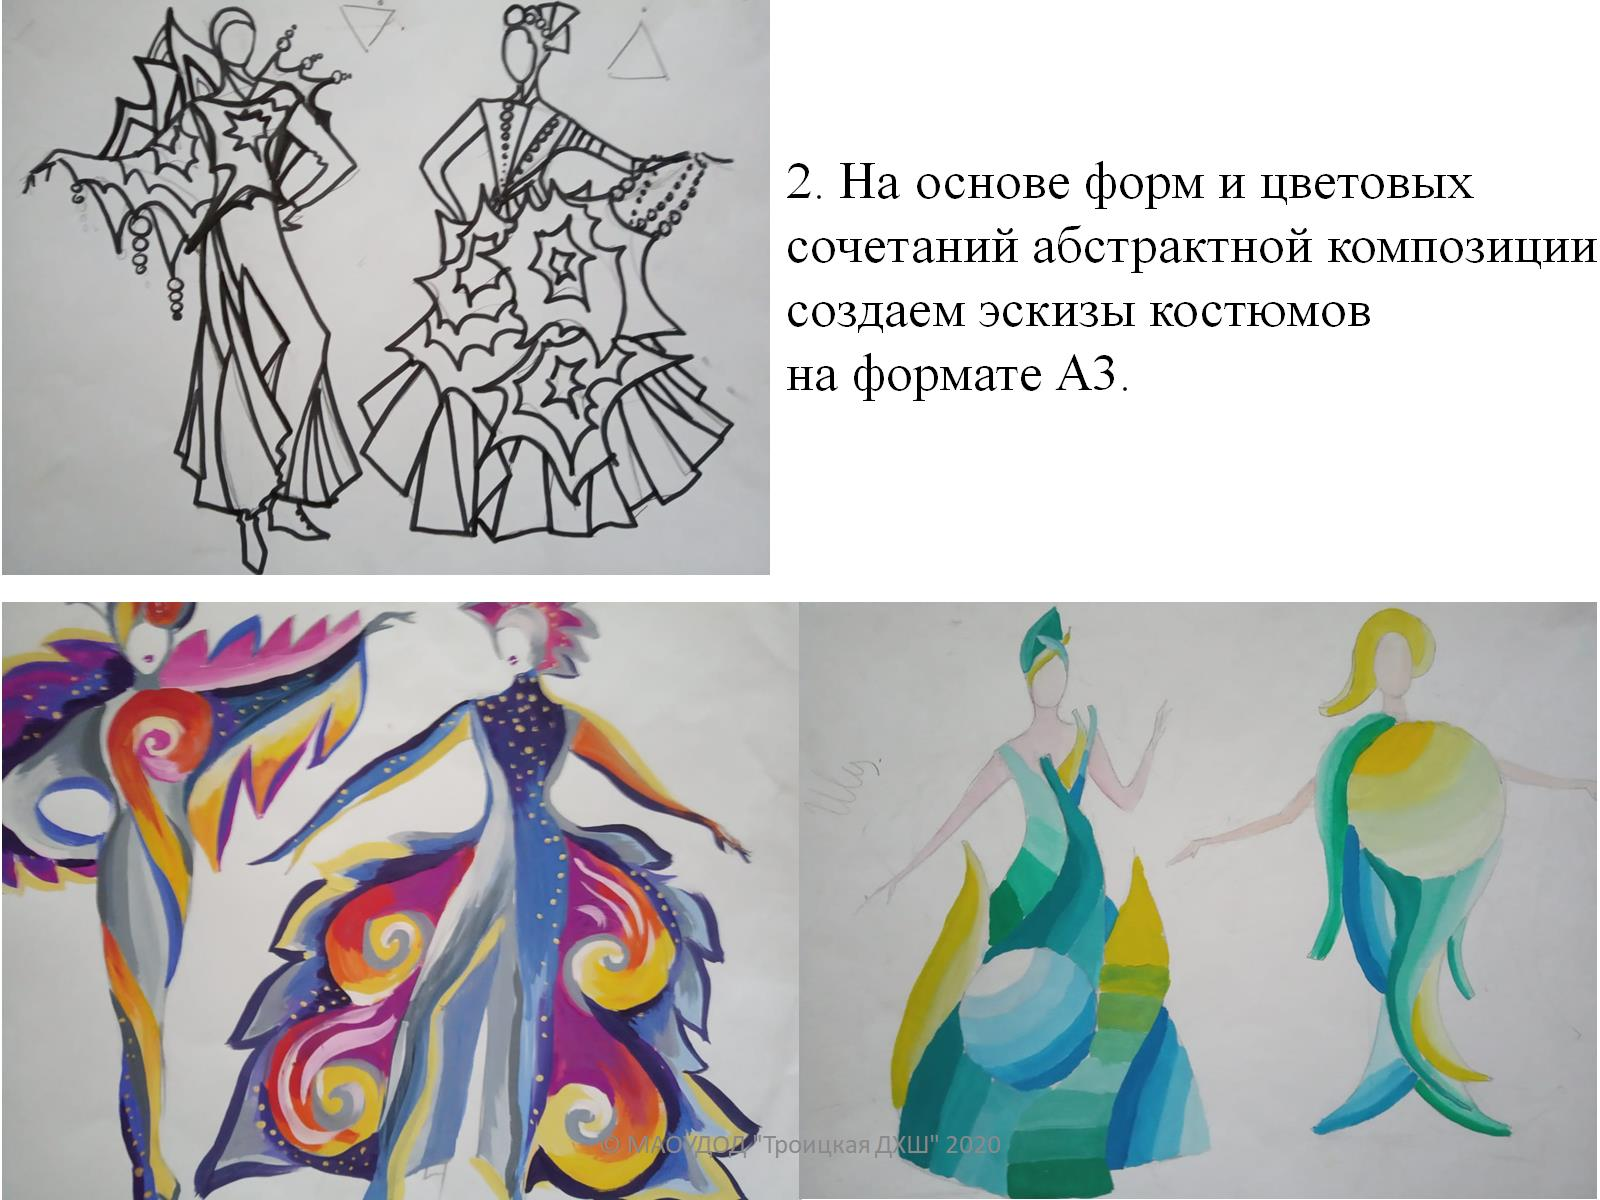 2. На основе форм и цветовых
сочетаний абстрактной композиции
создаем эскизы костюмов
на формате А3.
© МАОУДОД "Троицкая ДХШ" 2020